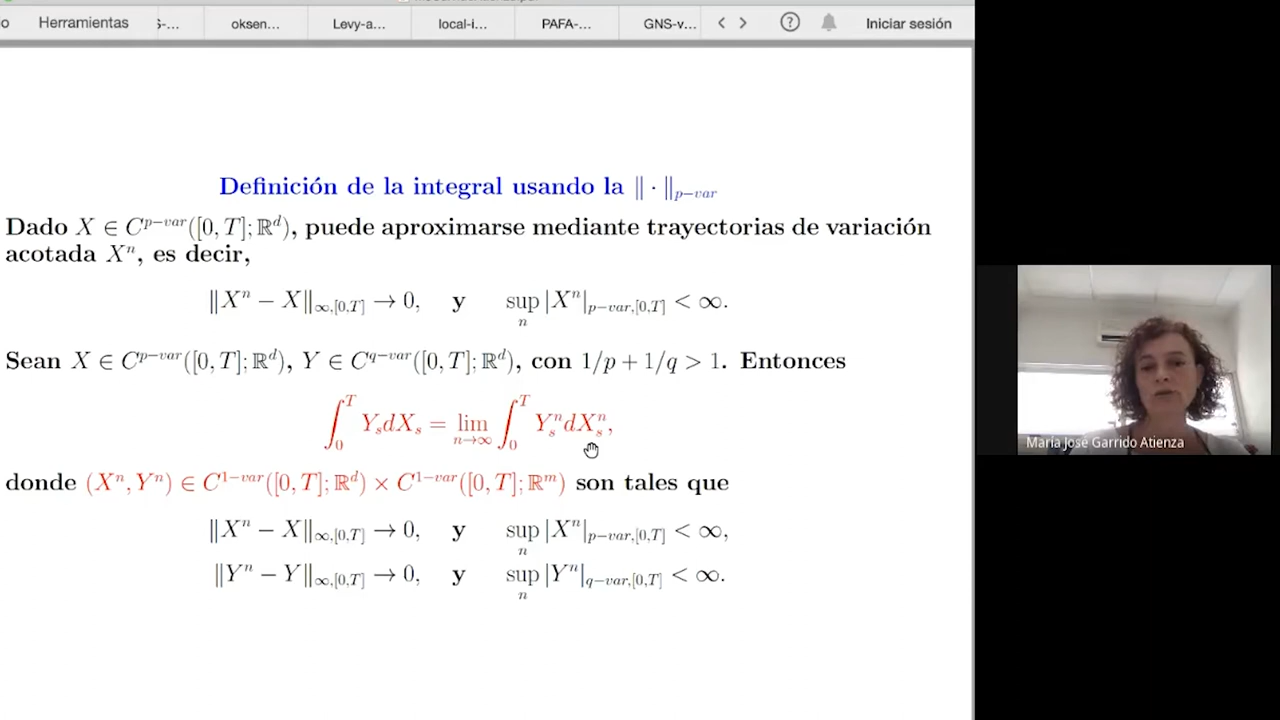 Herramientas
oksen...
Levy-a...
local-i...
PAFA-...
GNS-v...
Iniciar sesión
Definición de la integral usando la ‖ · ‖_{p−var}
Dado X ∈ C^{p−var}([0, T]; ℝ^d), puede aproximarse mediante trayectorias de variación
acotada X^n, es decir,
‖X^n − X‖_{∞,[0,T]} → 0, y sup_n |X^n|_{p−var,[0,T]} < ∞.
Sean X ∈ C^{p−var}([0, T]; ℝ^d), Y ∈ C^{q−var}([0, T]; ℝ^d), con 1/p + 1/q > 1. Entonces
∫_0^T Y_s dX_s = lim_{n→∞} ∫_0^T Y_s^n dX_s^n,
donde (X^n, Y^n) ∈ C^{1−var}([0, T]; ℝ^d) × C^{1−var}([0, T]; ℝ^m) son tales que
‖X^n − X‖_{∞,[0,T]} → 0, y sup_n |X^n|_{p−var,[0,T]} < ∞,
‖Y^n − Y‖_{∞,[0,T]} → 0, y sup_n |Y^n|_{q−var,[0,T]} < ∞.
María José Garrido Atienza